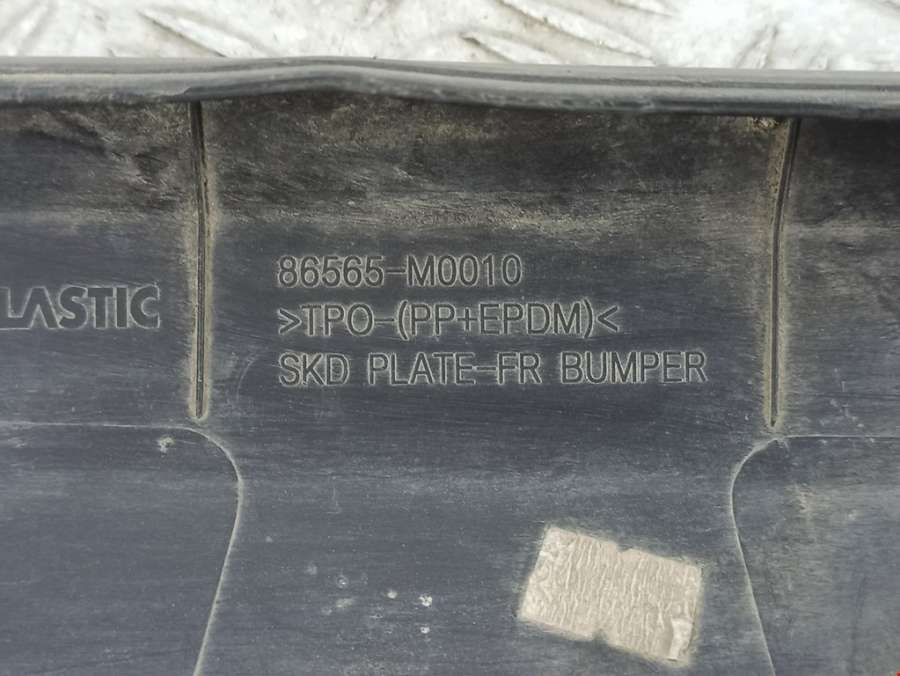 LASTIC
86565-M0010
>TPO-(PP+EPDM)<
SKD PLATE-FR BUMPER